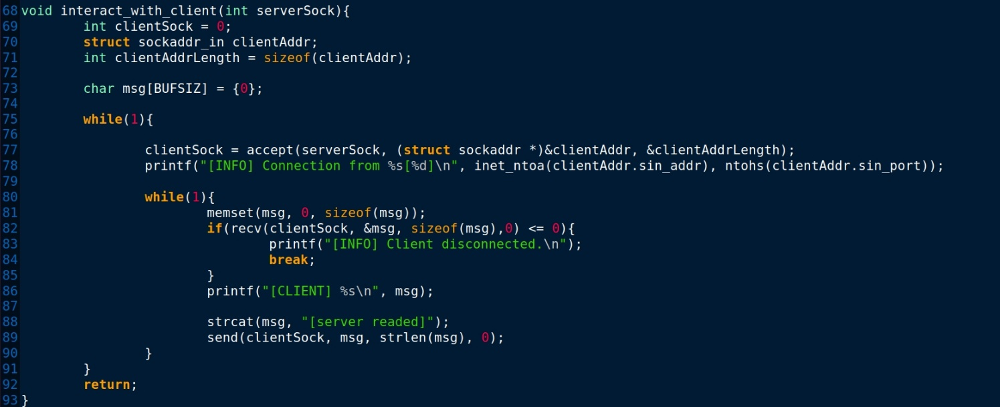 68 void interact_with_client(int serverSock){
69         int clientSock = 0;
70         struct sockaddr_in clientAddr;
71         int clientAddrLength = sizeof(clientAddr);
72
73         char msg[BUFSIZ] = {0};
74
75         while(1){
76
77                 clientSock = accept(serverSock, (struct sockaddr *)&clientAddr, &clientAddrLength);
78                 printf("[INFO] Connection from %s[%d]\n", inet_ntoa(clientAddr.sin_addr), ntohs(clientAddr.sin_port));
79
80                 while(1){
81                         memset(msg, 0, sizeof(msg));
82                         if(recv(clientSock, &msg, sizeof(msg),0) <= 0){
83                                 printf("[INFO] Client disconnected.\n");
84                                 break;
85                         }
86                         printf("[CLIENT] %s\n", msg);
87
88                         strcat(msg, "[server readed]");
89                         send(clientSock, msg, strlen(msg), 0);
90                 }
91         }
92         return;
93 }